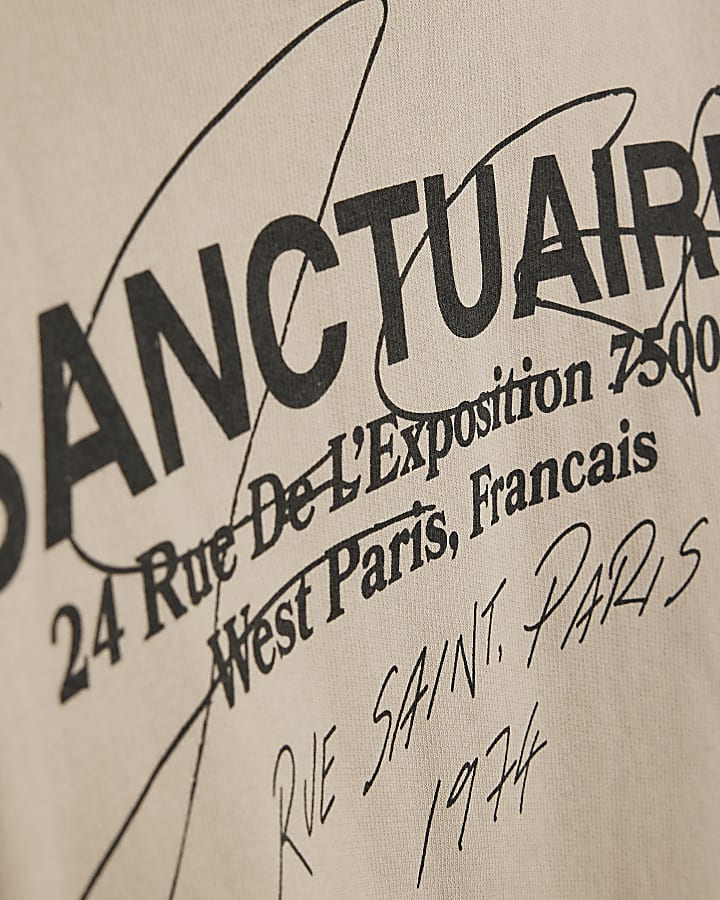 SANCTUAIR
24 Rue De L'Exposition 7500
West Paris, Francais
RUE SAINT. PARIS
1974